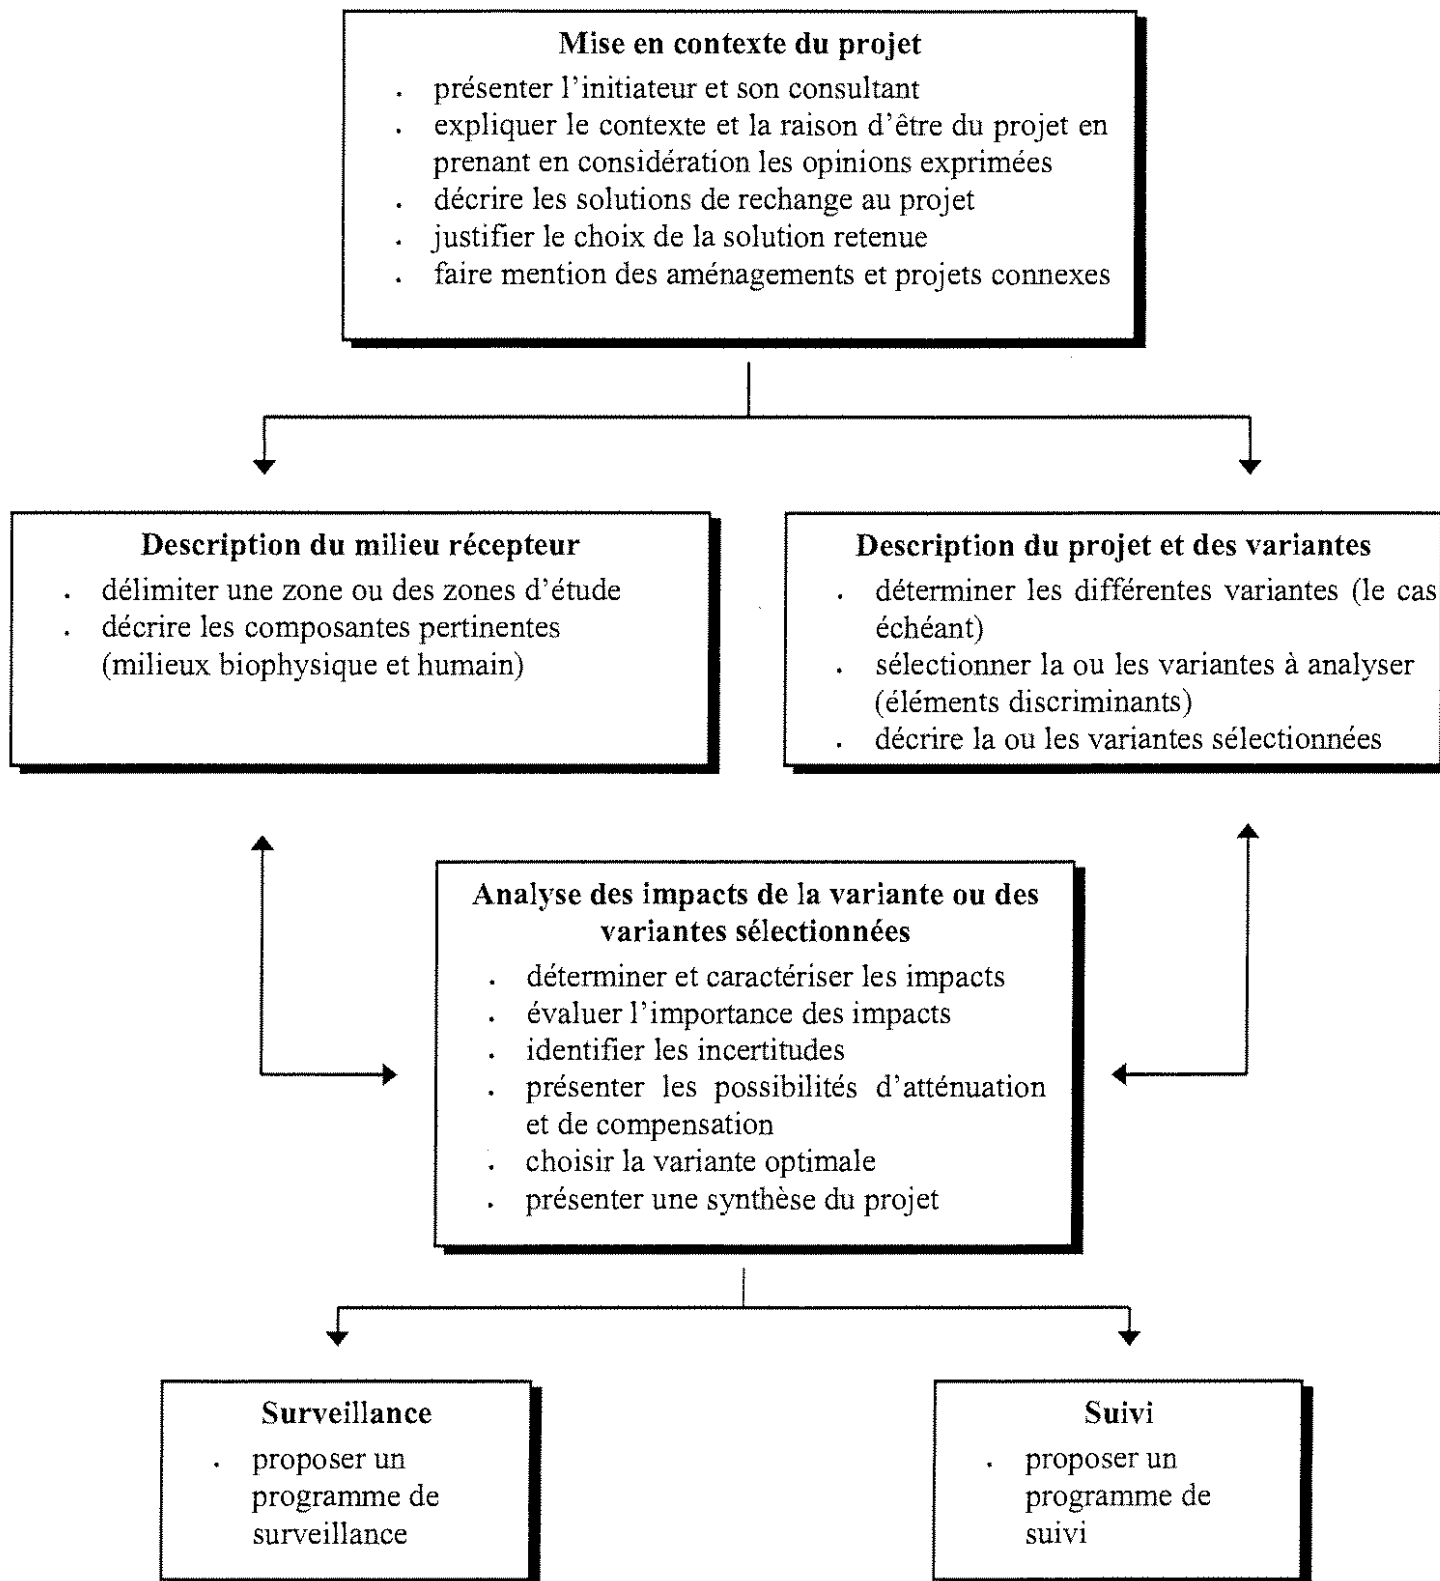 Mise en contexte du projet
. présenter l'initiateur et son consultant
. expliquer le contexte et la raison d'être du projet en
prenant en considération les opinions exprimées
. décrire les solutions de rechange au projet
. justifier le choix de la solution retenue
. faire mention des aménagements et projets connexes
Description du milieu récepteur
. délimiter une zone ou des zones d'étude
. décrire les composantes pertinentes
(milieux biophysique et humain)
Description du projet et des variantes
. déterminer les différentes variantes (le cas
échéant)
. sélectionner la ou les variantes à analyser
(éléments discriminants)
. décrire la ou les variantes sélectionnées
Analyse des impacts de la variante ou des
variantes sélectionnées
. déterminer et caractériser les impacts
. évaluer l'importance des impacts
. identifier les incertitudes
. présenter les possibilités d'atténuation
et de compensation
. choisir la variante optimale
. présenter une synthèse du projet
Surveillance
. proposer un
programme de
surveillance
Suivi
. proposer un
programme de
suivi